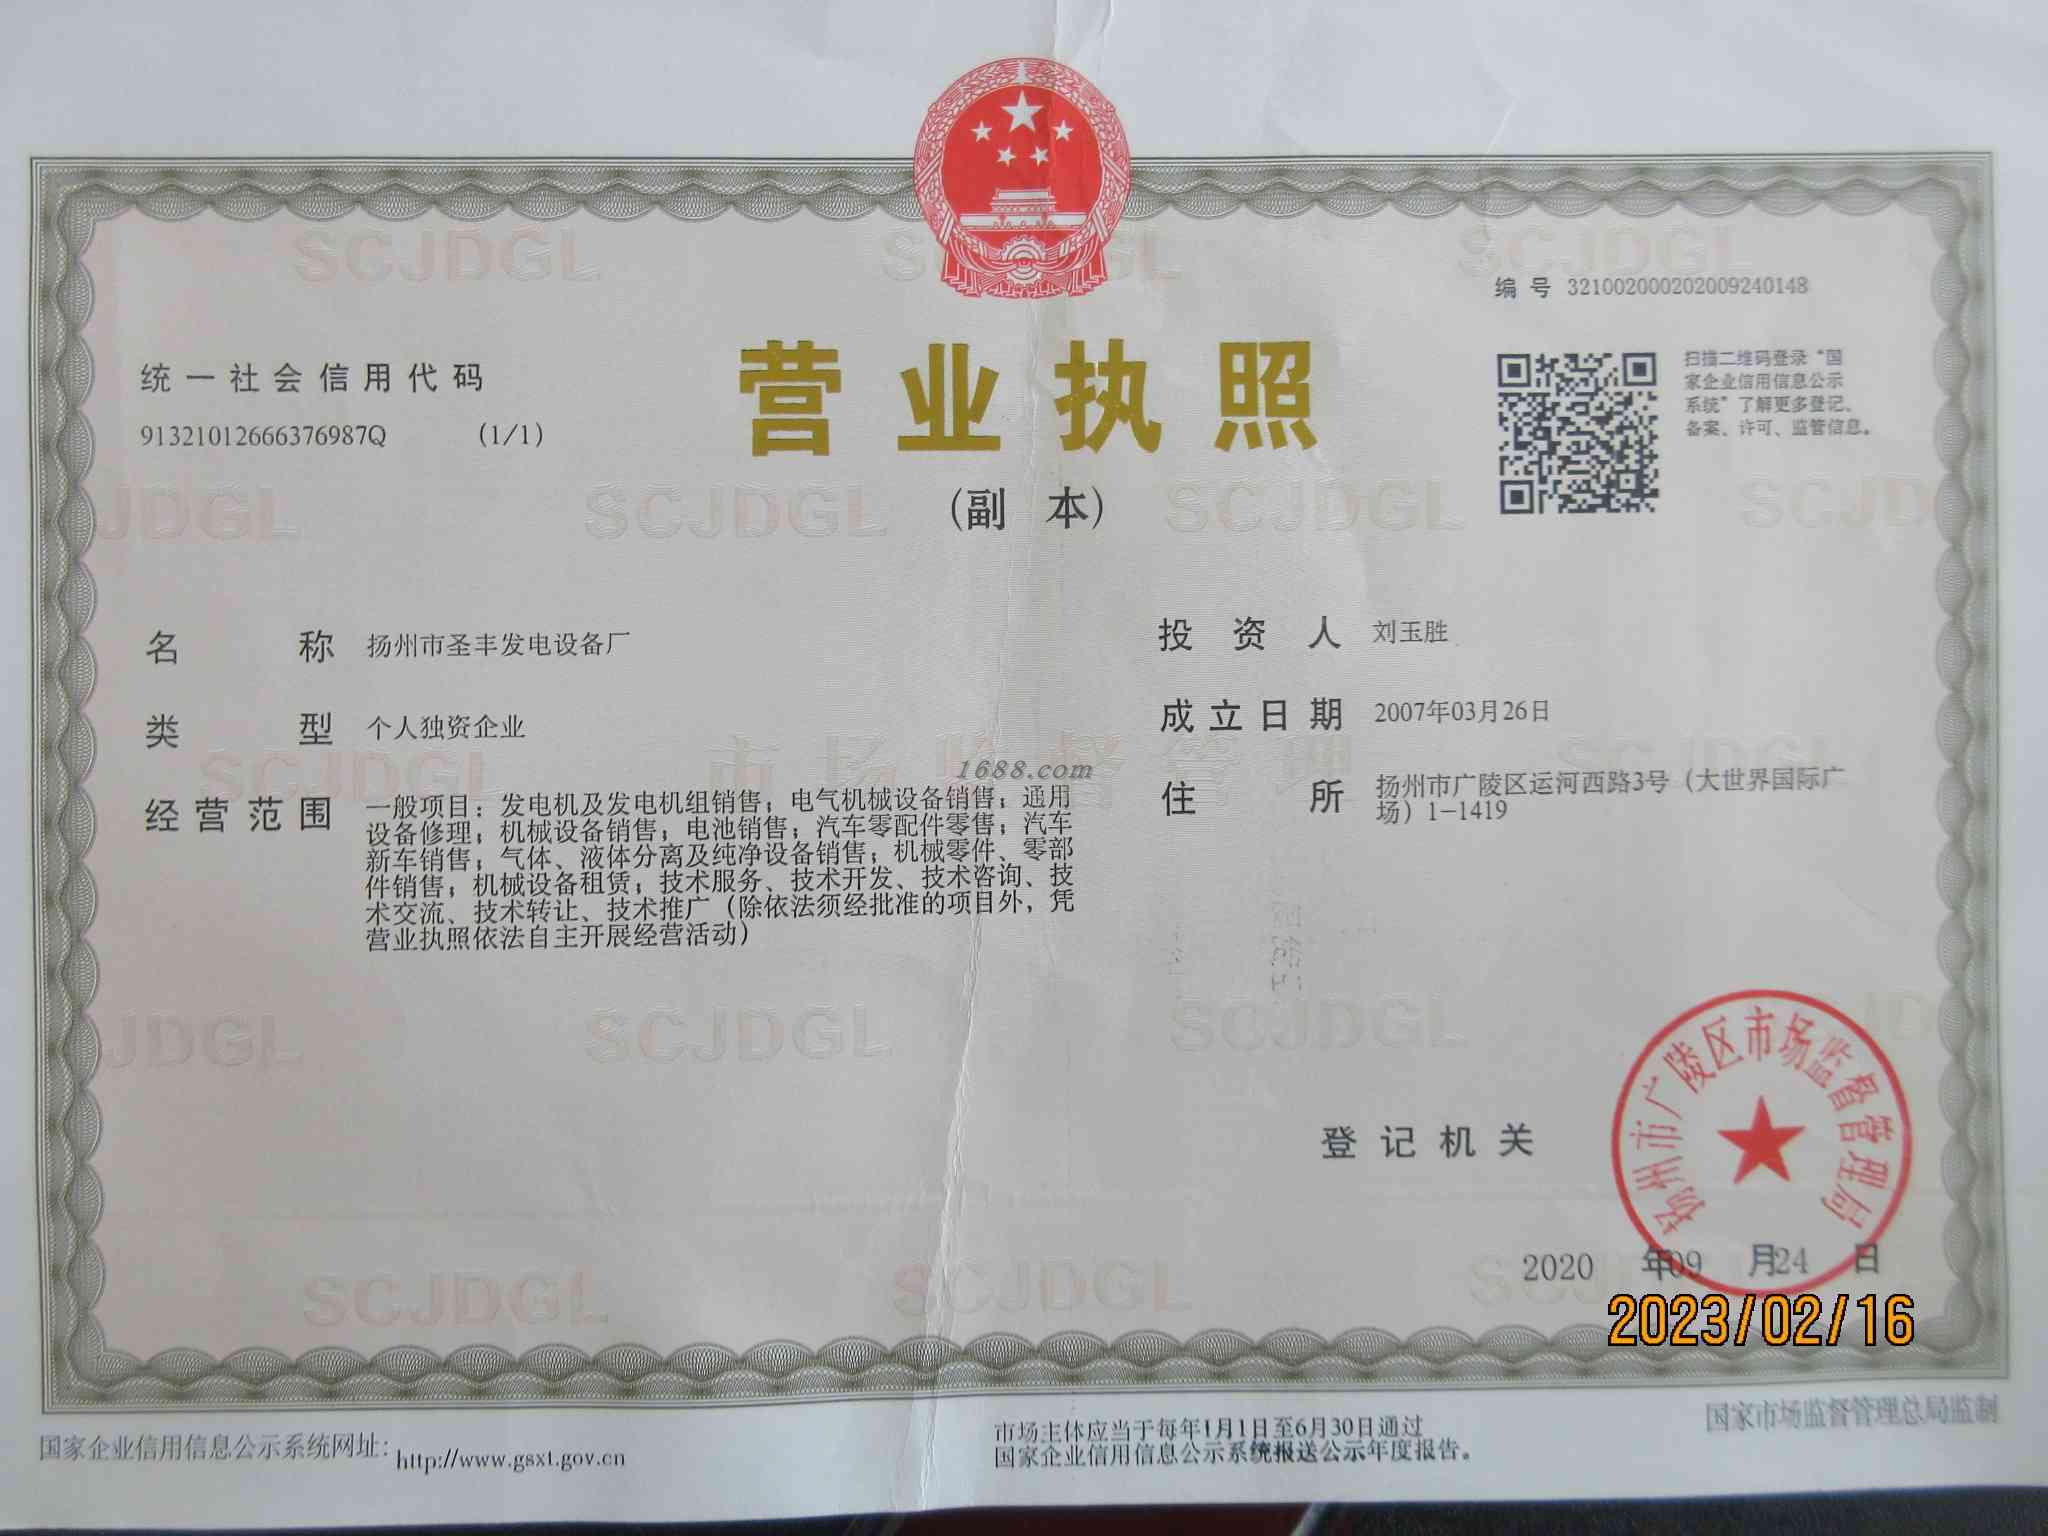 编号 321002000202009240148
统一社会信用代码
91321012666376987Q (1/1)
营业执照
(副 本)
扫描二维码登录“国
家企业信用信息公示
系统”了解更多登记、
备案、许可、监管信息。
名称 扬州市圣丰发电设备厂
类型 个人独资企业
经营范围 一般项目：发电机及发电机组销售；电气机械设备销售；通用
设备修理；机械设备销售；电池销售；汽车零配件零售；汽车
新车销售；气体、液体分离及纯净设备销售；机械零件、零部
件销售；机械设备租赁；技术服务、技术开发、技术咨询、技
术交流、技术转让、技术推广（除依法须经批准的项目外，凭
营业执照依法自主开展经营活动）
投资人 刘玉胜
成立日期 2007年03月26日
住所 扬州市广陵区运河西路3号（大世界国际广
场）1-1419
1688.com
SCJDGL
市场监督管理
登记机关
扬州市广陵区市场监督管理局
2020 年09 月24 日
2023/02/16
国家企业信用信息公示系统网址：http://www.gsxt.gov.cn
市场主体应当于每年1月1日至6月30日通过
国家企业信用信息公示系统报送公示年度报告。
国家市场监督管理总局监制